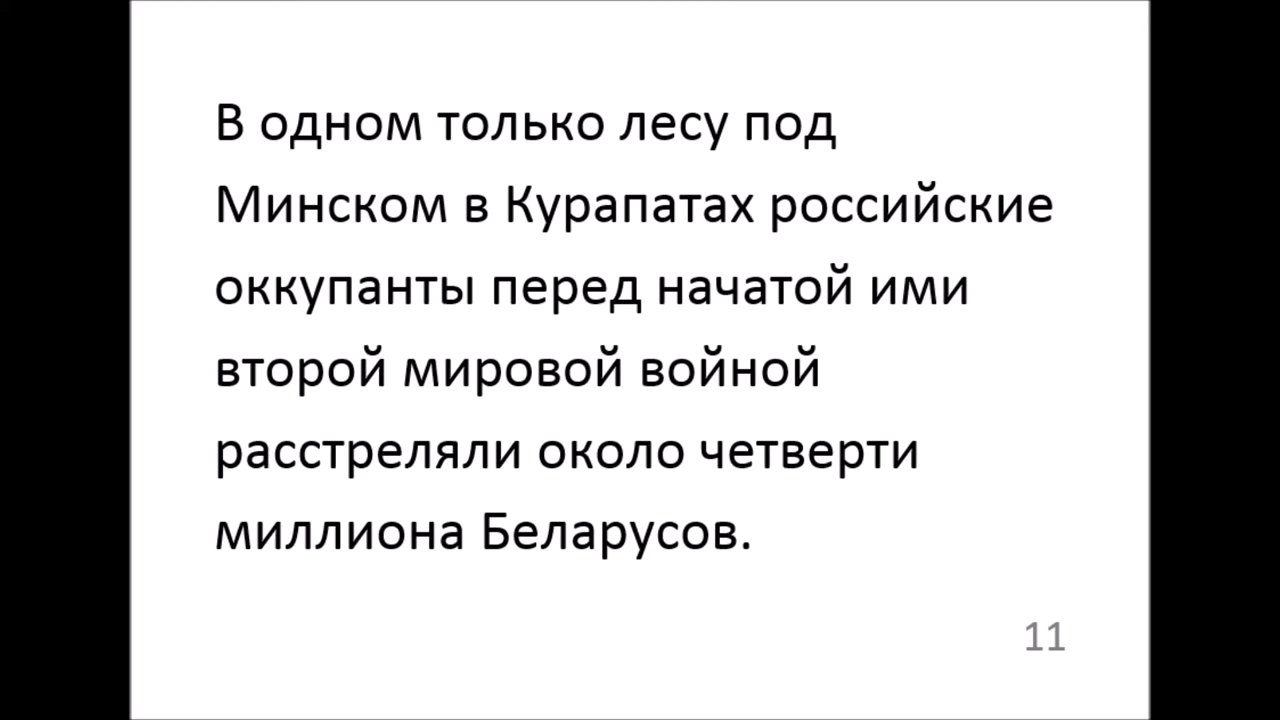 В одном только лесу под
Минском в Курапатах российские
оккупанты перед начатой ими
второй мировой войной
расстреляли около четверти
миллиона Беларусов.
11